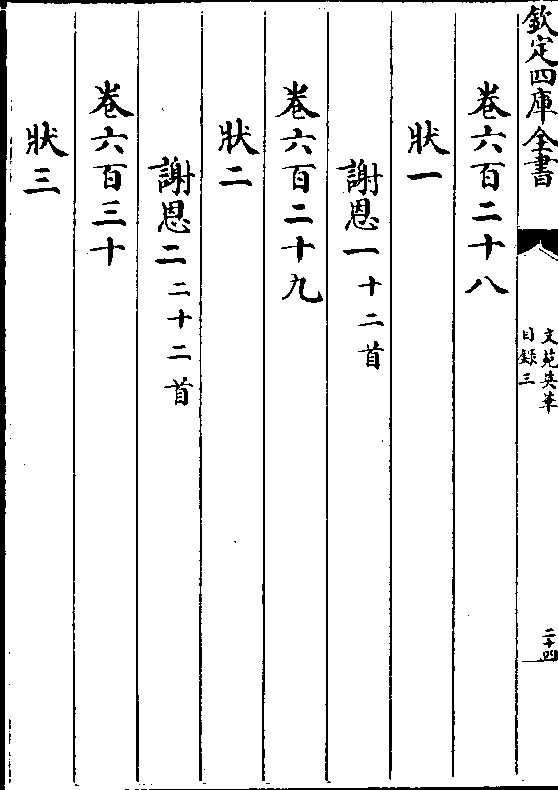 欽定四庫全書
文苑英華
目錄三
二十四
卷六百二十八
狀一
謝恩一十二首
卷六百二十九
狀二
謝恩二二十二首
卷六百三十
狀三